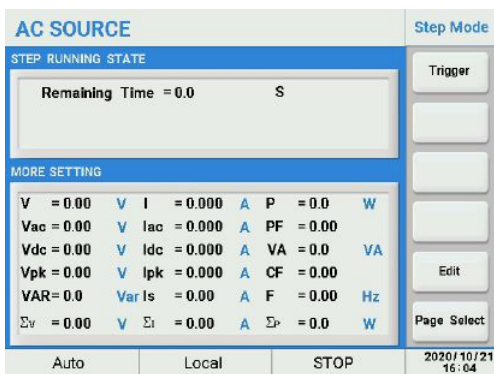 AC SOURCE
Step Mode
STEP RUNNING STATE
Remaining Time = 0.0 S
Trigger
MORE SETTING
V = 0.00 V I = 0.000 A P = 0.0 W
Vac = 0.00 V Iac = 0.000 A PF = 0.00
Vdc = 0.00 V Idc = 0.000 A VA = 0.0 VA
Vpk = 0.00 V Ipk = 0.000 A CF = 0.00
Edit
VAR= 0.0 Var Is = 0.00 A F = 0.00 Hz
Σv = 0.00 V Σι = 0.00 A Σp = 0.0 W
Page Select
Auto Local STOP
2020/10/21
16:04